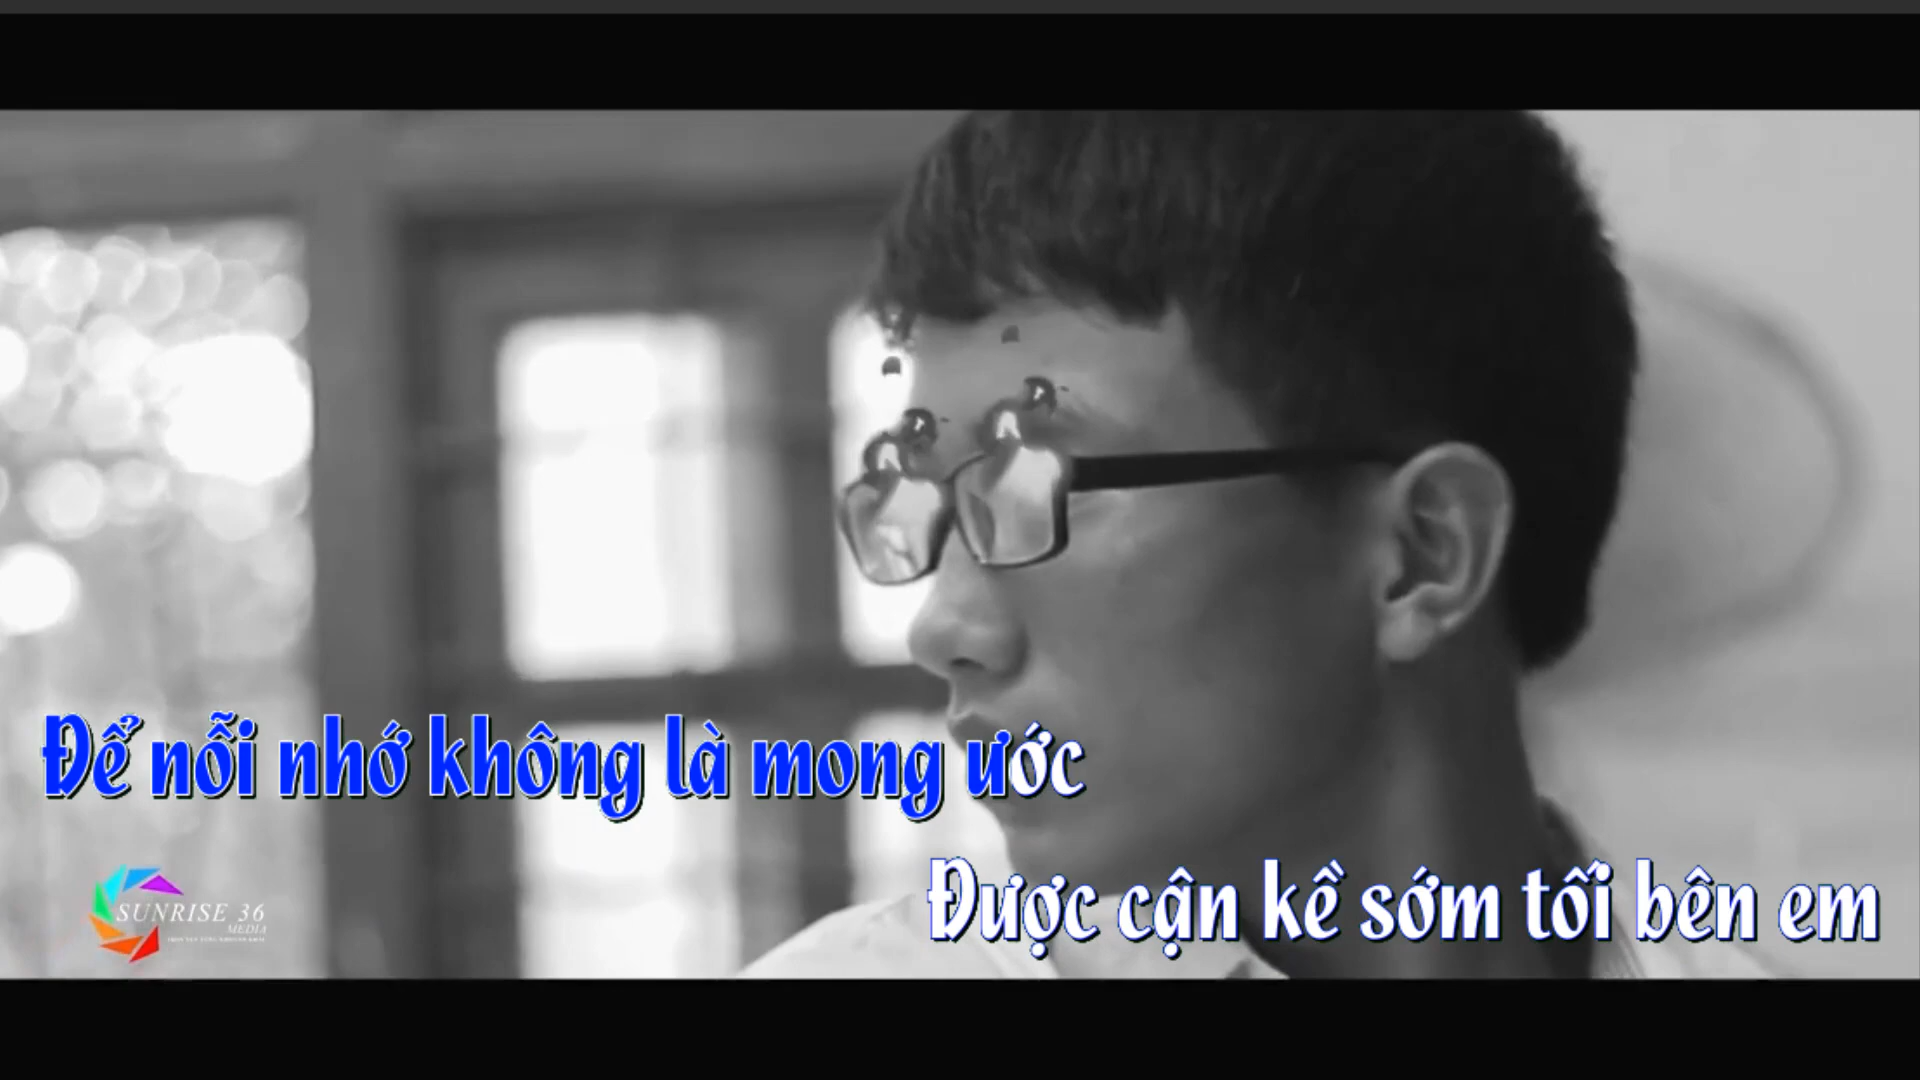 Để nỗi nhớ không là mong ước
Được cận kề sớm tối bên em
SUNRISE 36
MEDIA